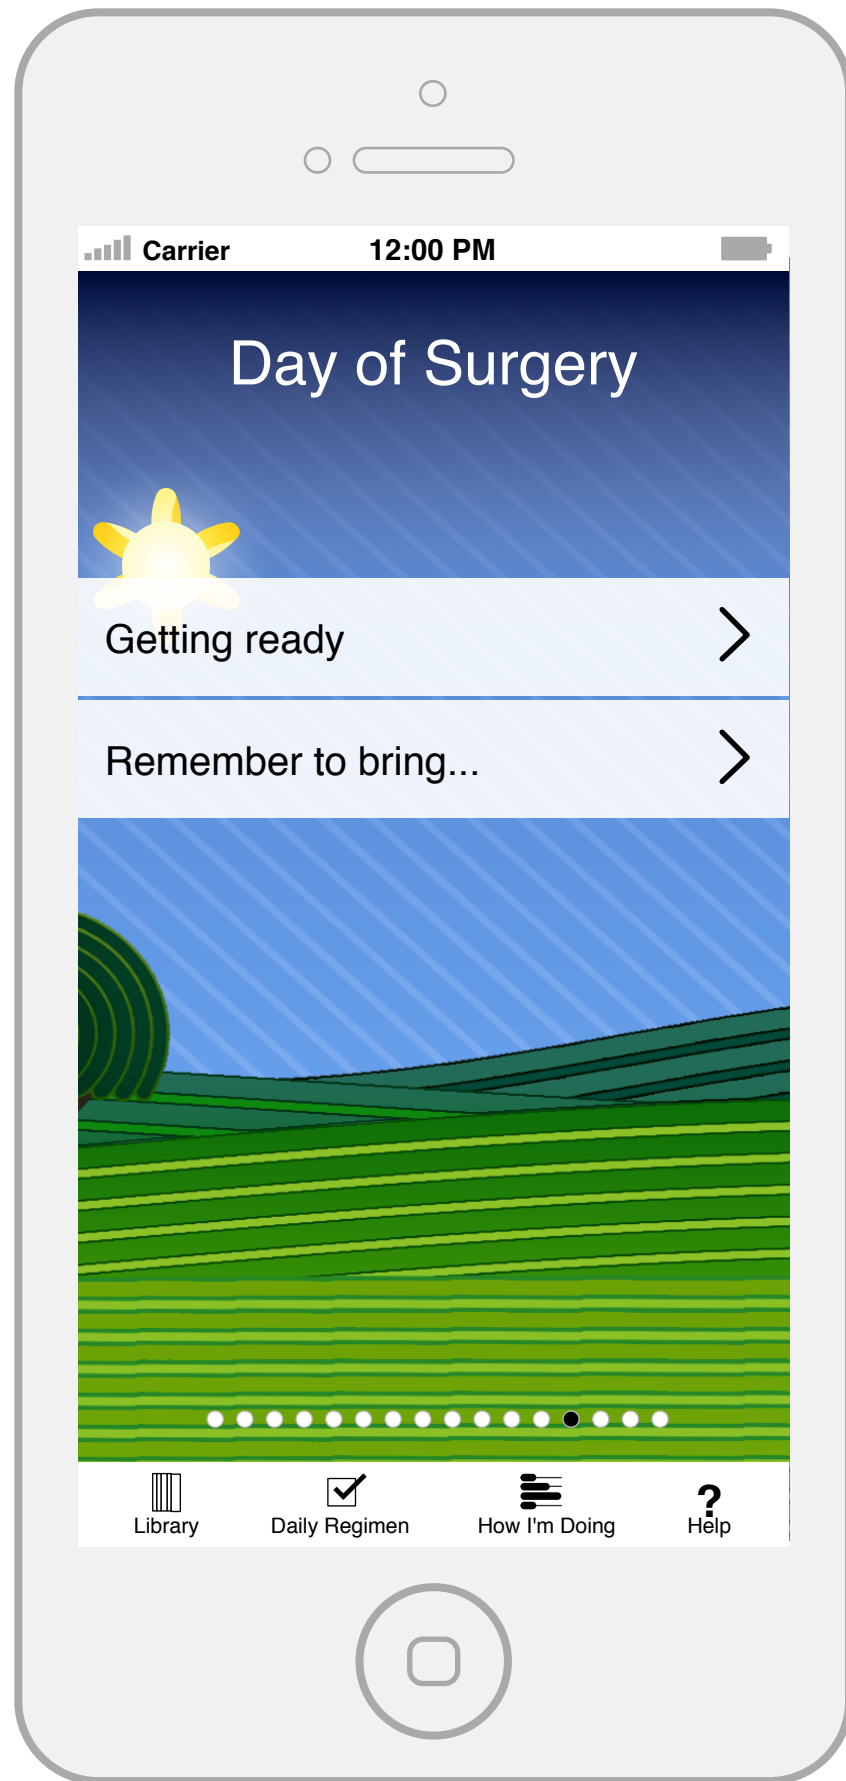 Carrier 12:00 PM
Day of Surgery
Getting ready
Remember to bring...
Library Daily Regimen How I'm Doing ? Help